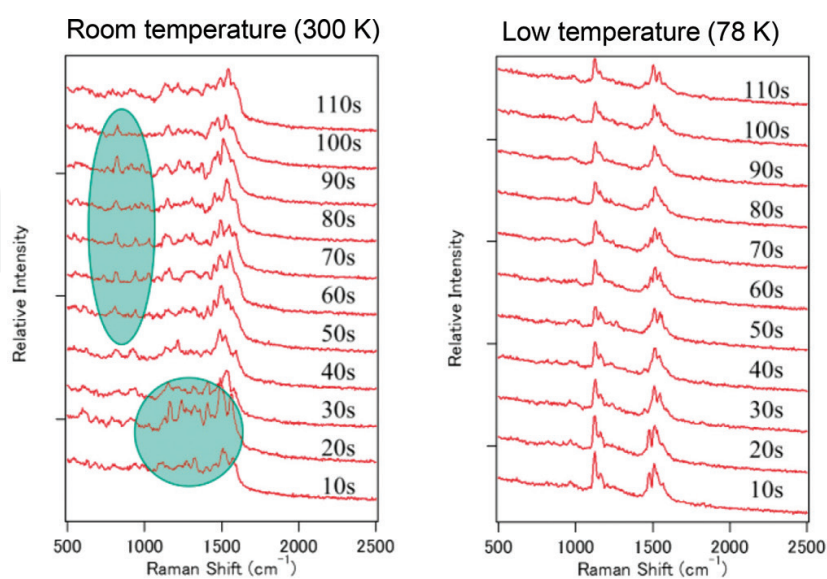 Room temperature (300 K)
110s
100s
90s
80s
70s
60s
50s
40s
30s
20s
10s
Relative Intensity
500 1000 1500 2000 2500
Raman Shift (cm⁻¹)
Low temperature (78 K)
110s
100s
90s
80s
70s
60s
50s
40s
30s
20s
10s
Relative Intensity
500 1000 1500 2000 2500
Raman Shift (cm⁻¹)